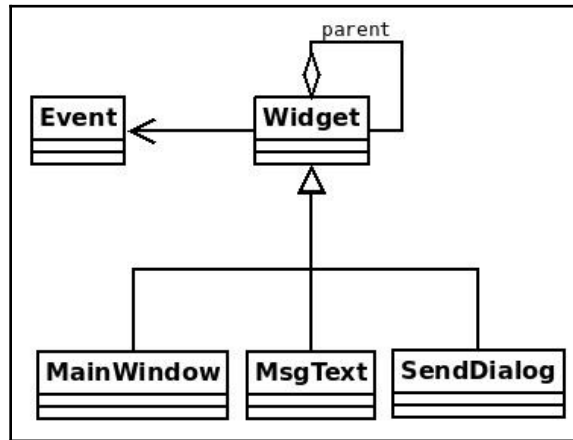 parent
Event
Widget
MainWindow
MsgText
SendDialog